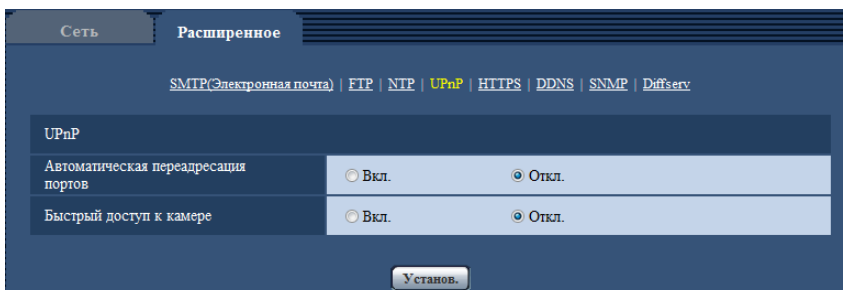 Сеть Расширенное
SMTP(Электронная почта) | FTP | NTP | UPnP | HTTPS | DDNS | SNMP | Diffserv
UPnP
Автоматическая переадресация
портов
Вкл. Откл.
Быстрый доступ к камере Вкл. Откл.
Установ.